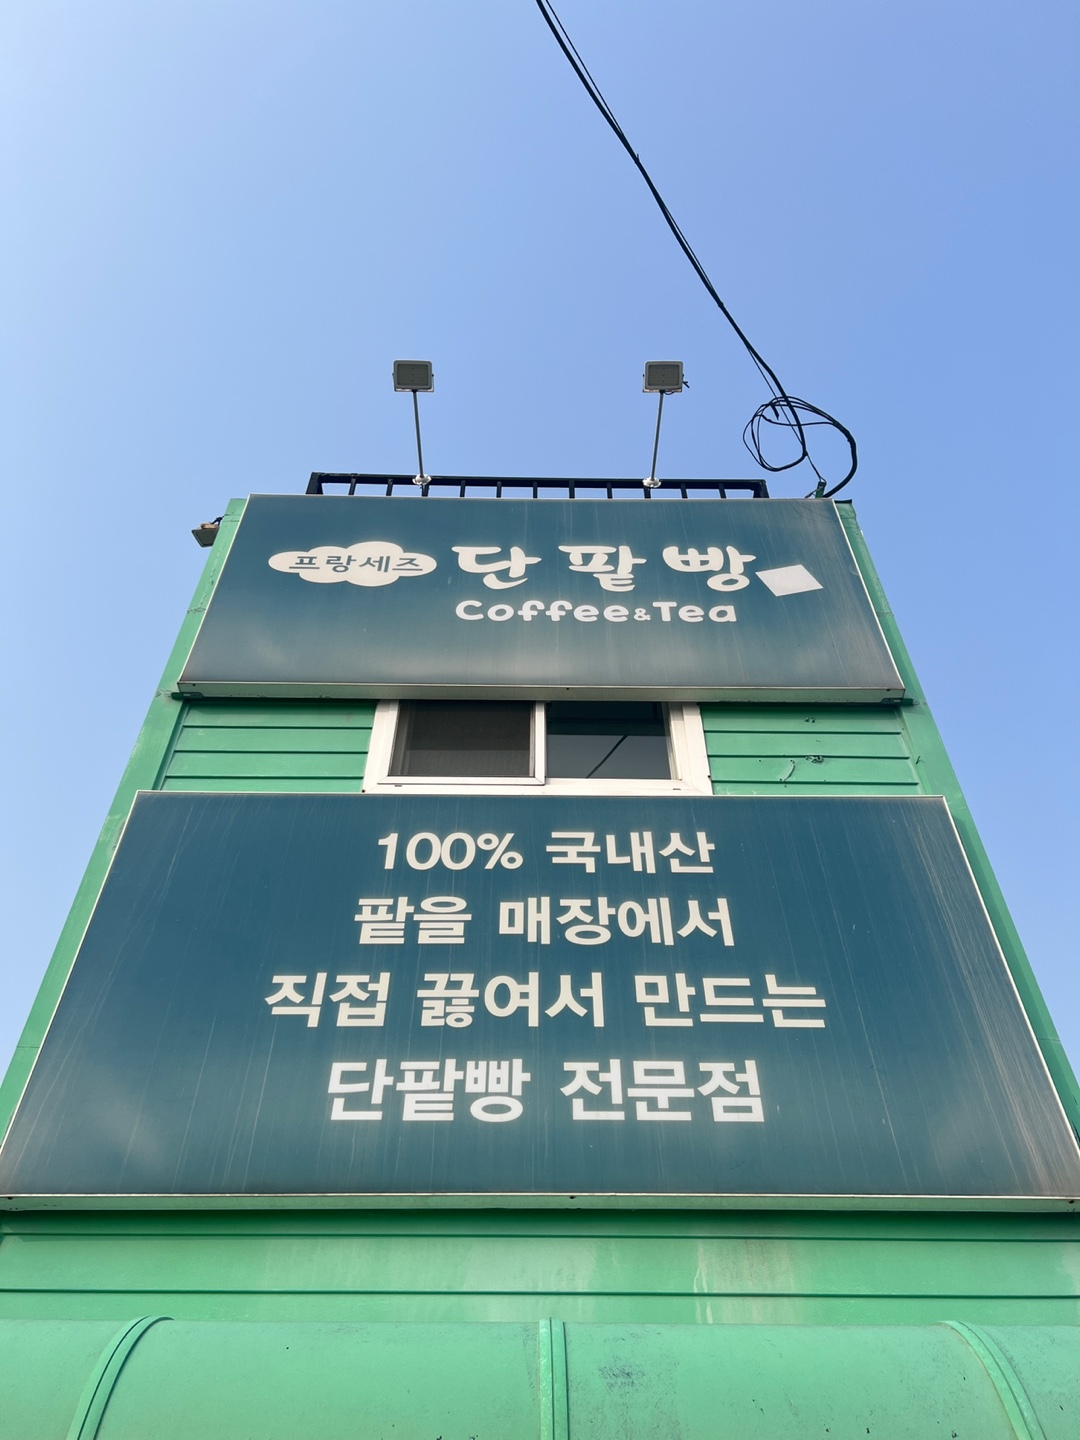 프랑세즈 단팥빵
Coffee&Tea
100% 국내산
팥을 매장에서
직접 끓여서 만드는
단팥빵 전문점